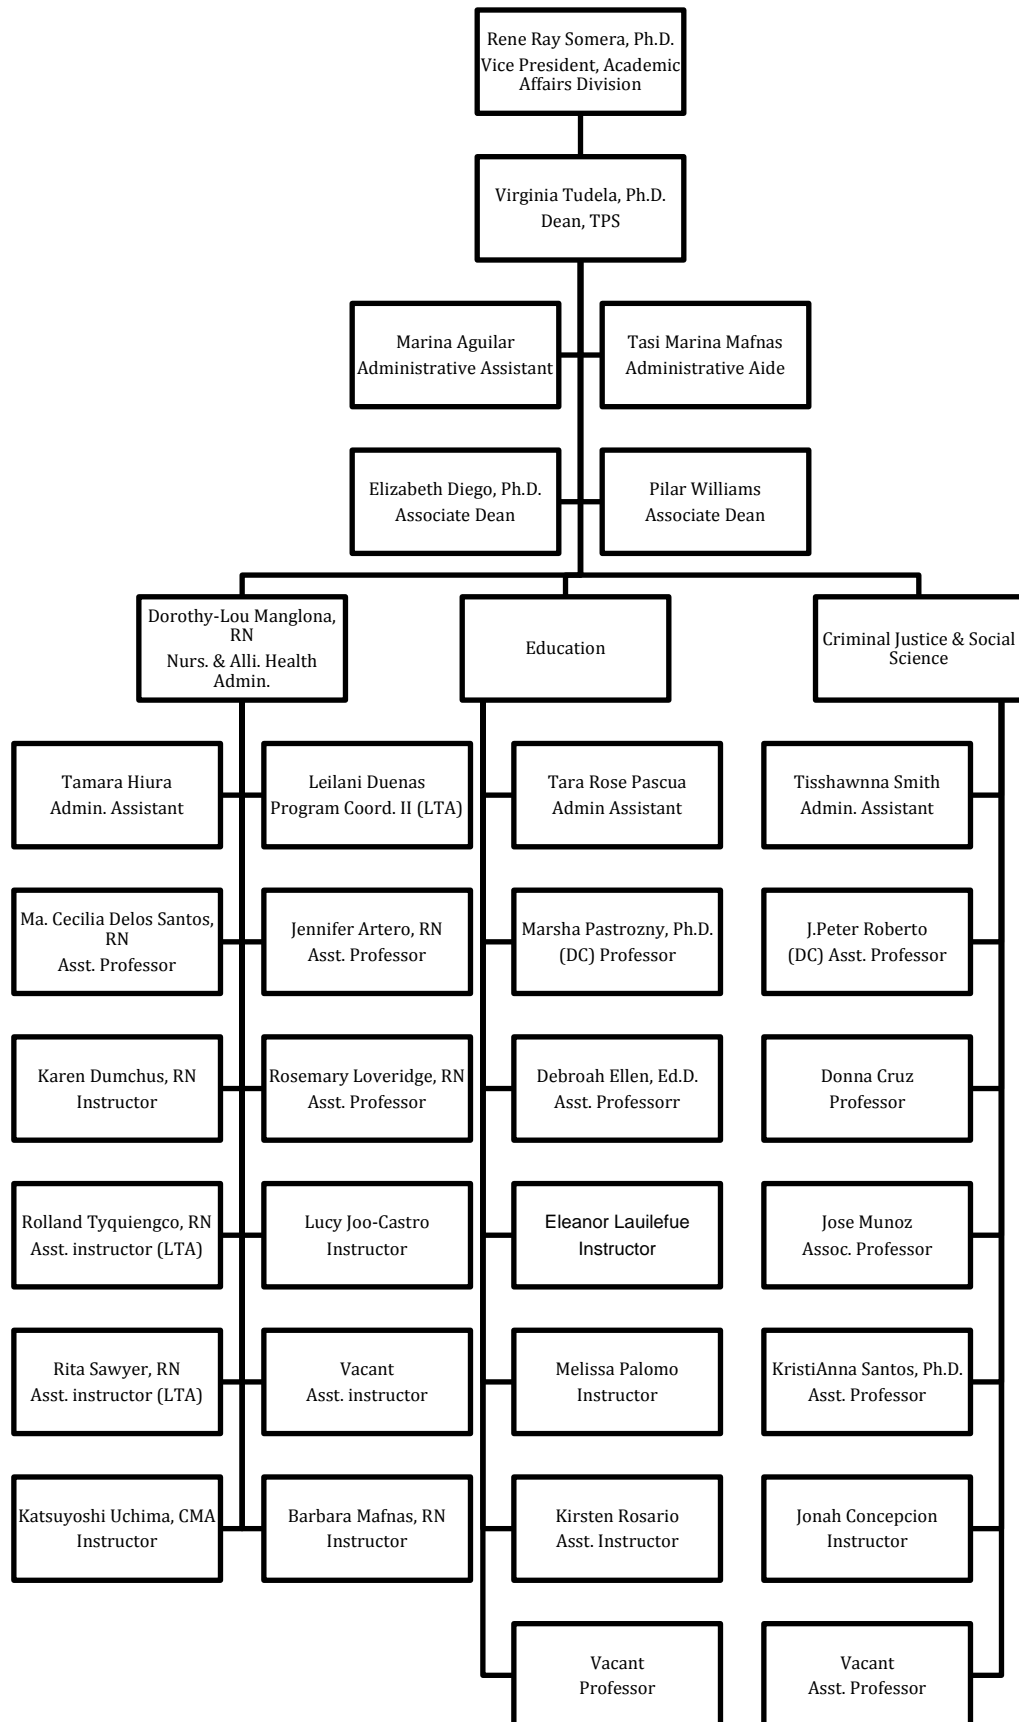 Rene Ray Somera, Ph.D.
Vice President, Academic
Affairs Division
Virginia Tudela, Ph.D.
Dean, TPS
Marina Aguilar
Administrative Assistant
Tasi Marina Mafnas
Administrative Aide
Elizabeth Diego, Ph.D.
Associate Dean
Pilar Williams
Associate Dean
Dorothy-Lou Manglona,
RN
Nurs. & Alli. Health
Admin.
Education
Criminal Justice & Social
Science
Tamara Hiura
Admin. Assistant
Leilani Duenas
Program Coord. II (LTA)
Tara Rose Pascua
Admin Assistant
Tisshawnna Smith
Admin. Assistant
Ma. Cecilia Delos Santos,
RN
Asst. Professor
Jennifer Artero, RN
Asst. Professor
Marsha Pastrozny, Ph.D.
(DC) Professor
J.Peter Roberto
(DC) Asst. Professor
Karen Dumchus, RN
Instructor
Rosemary Loveridge, RN
Asst. Professor
Debroah Ellen, Ed.D.
Asst. Professorr
Donna Cruz
Professor
Rolland Tyquiengco, RN
Asst. instructor (LTA)
Lucy Joo-Castro
Instructor
Eleanor Lauilefue
Instructor
Jose Munoz
Assoc. Professor
Rita Sawyer, RN
Asst. instructor (LTA)
Vacant
Asst. instructor
Melissa Palomo
Instructor
KristiAnna Santos, Ph.D.
Asst. Professor
Katsuyoshi Uchima, CMA
Instructor
Barbara Mafnas, RN
Instructor
Kirsten Rosario
Asst. Instructor
Jonah Concepcion
Instructor
Vacant
Professor
Vacant
Asst. Professor